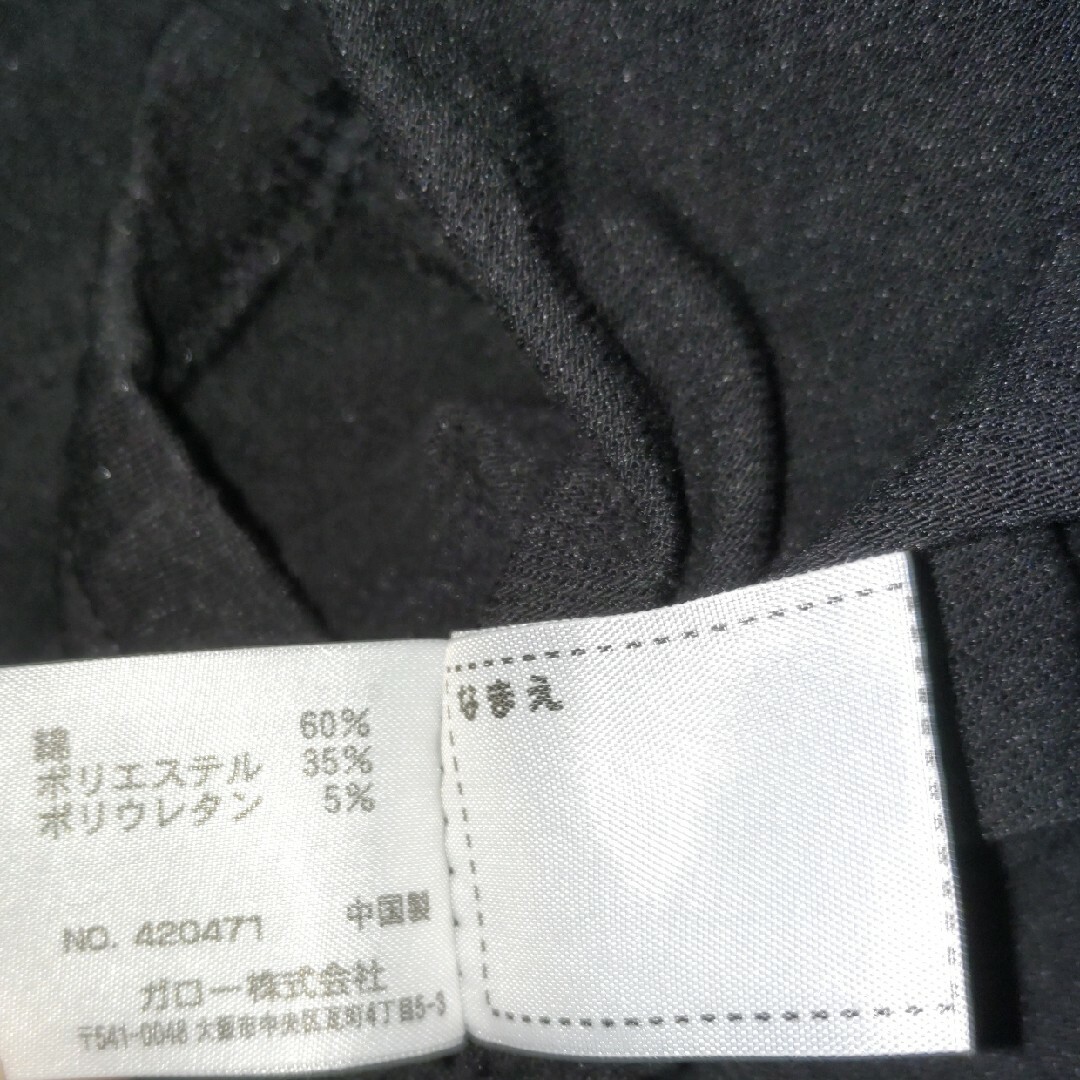 綿 60%
ポリエステル 35%
ポリウレタン 5%
NO. 420471 中国製
ガロー株式会社
〒541-0048 大阪市中央区瓦町4丁目5-3
なまえ